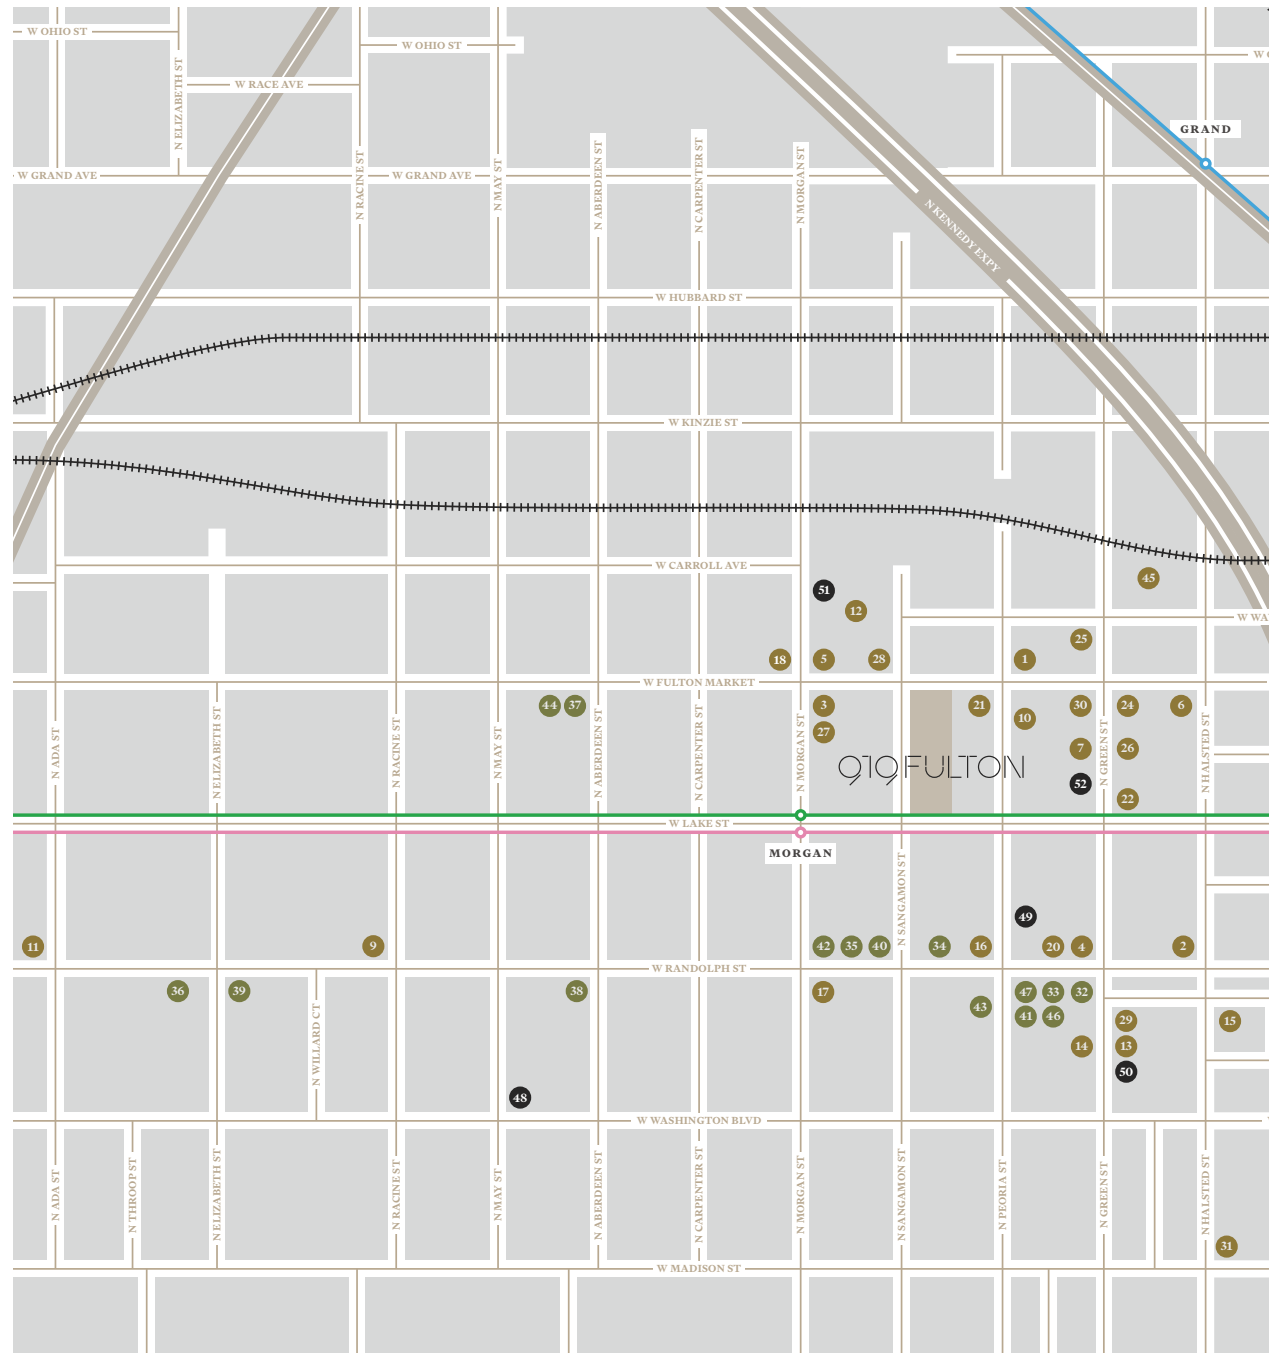 W OHIO ST
W OHIO ST
W RACE AVE
N ELIZABETH ST
GRAND
W GRAND AVE
W GRAND AVE
N RACINE ST
N MAY ST
N ABERDEEN ST
N CARPENTER ST
N MORGAN ST
N KENNEDY EXPY
W HUBBARD ST
W KINZIE ST
W CARROLL AVE
45
51
12
W WA
25
18
5
28
1
W FULTON MARKET
44
37
3
21
10
30
24
6
27
7
26
N ADA ST
N ELIZABETH ST
N RACINE ST
N MAY ST
N ABERDEEN ST
N CARPENTER ST
N MORGAN ST
919 FULTON
N GREEN ST
N HALSTED ST
52
22
W LAKE ST
MORGAN
N SANGAMON ST
49
11
9
42
35
40
34
16
20
4
2
W RANDOLPH ST
36
39
38
17
43
47
33
32
41
46
29
15
N WILLARD CT
14
13
50
48
W WASHINGTON BLVD
N ADA ST
N THROOP ST
N ELIZABETH ST
N RACINE ST
N MAY ST
N ABERDEEN ST
N CARPENTER ST
N MORGAN ST
N SANGAMON ST
N PEORIA ST
N GREEN ST
N HALSTED ST
31
W MADISON ST